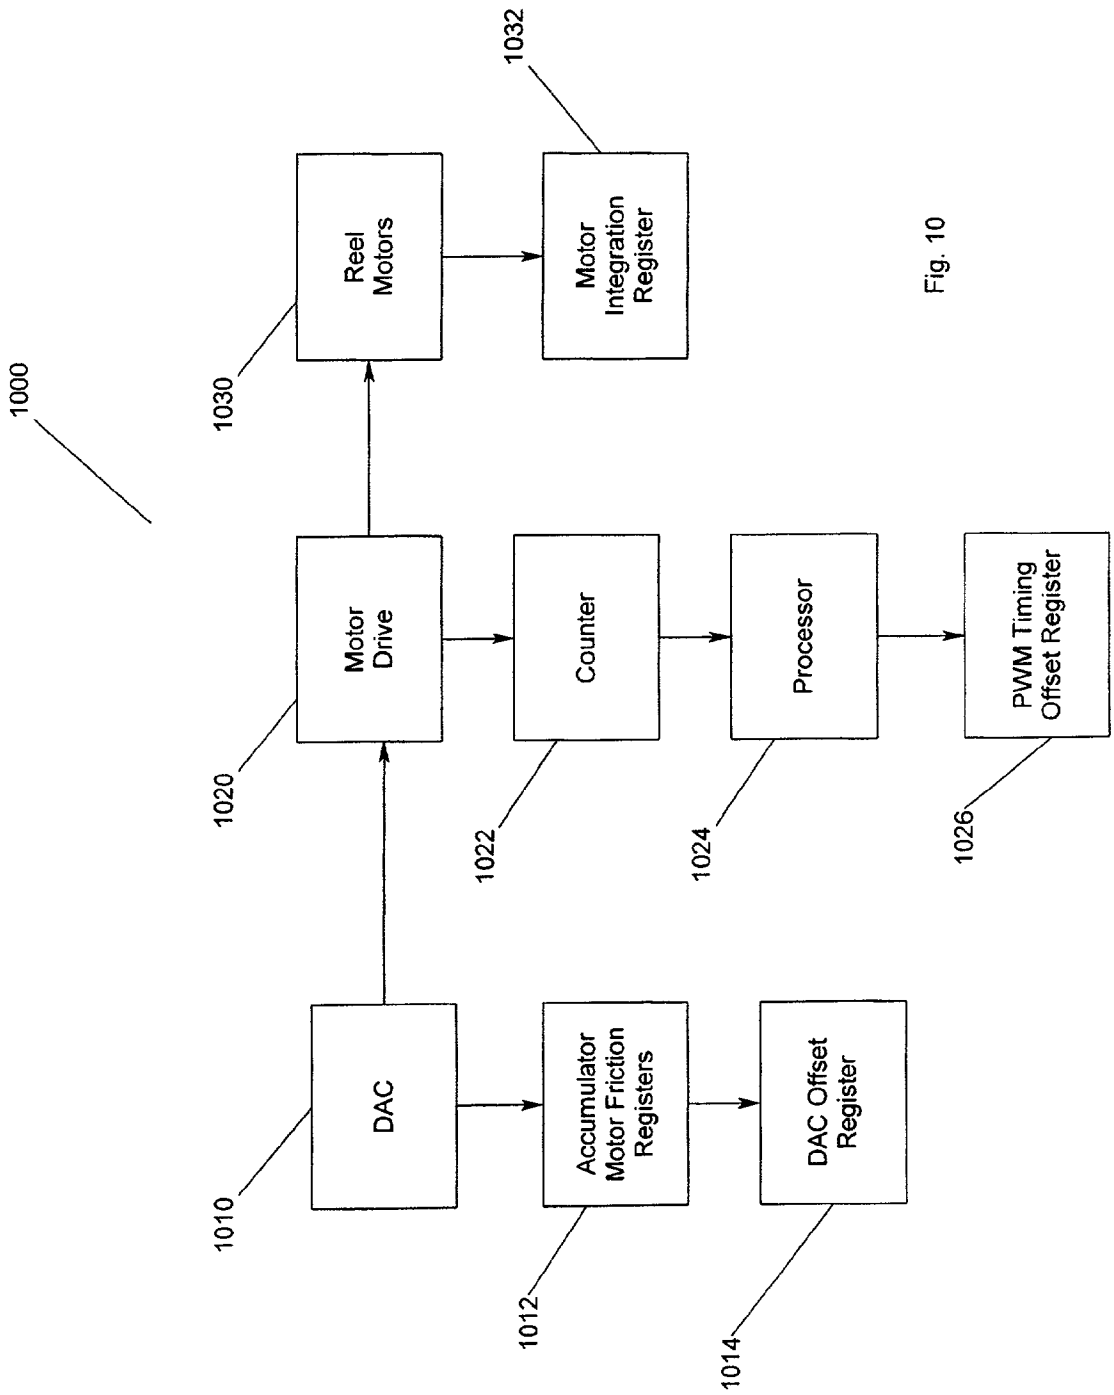 1000
1010
DAC
1020
Motor
Drive
1030
Reel
Motors
1012
Accumulator
Motor Friction
Registers
1022
Counter
Motor
Integration
Register
1032
1014
DAC Offset
Register
1024
Processor
1026
PWM Timing
Offset Register
Fig. 10